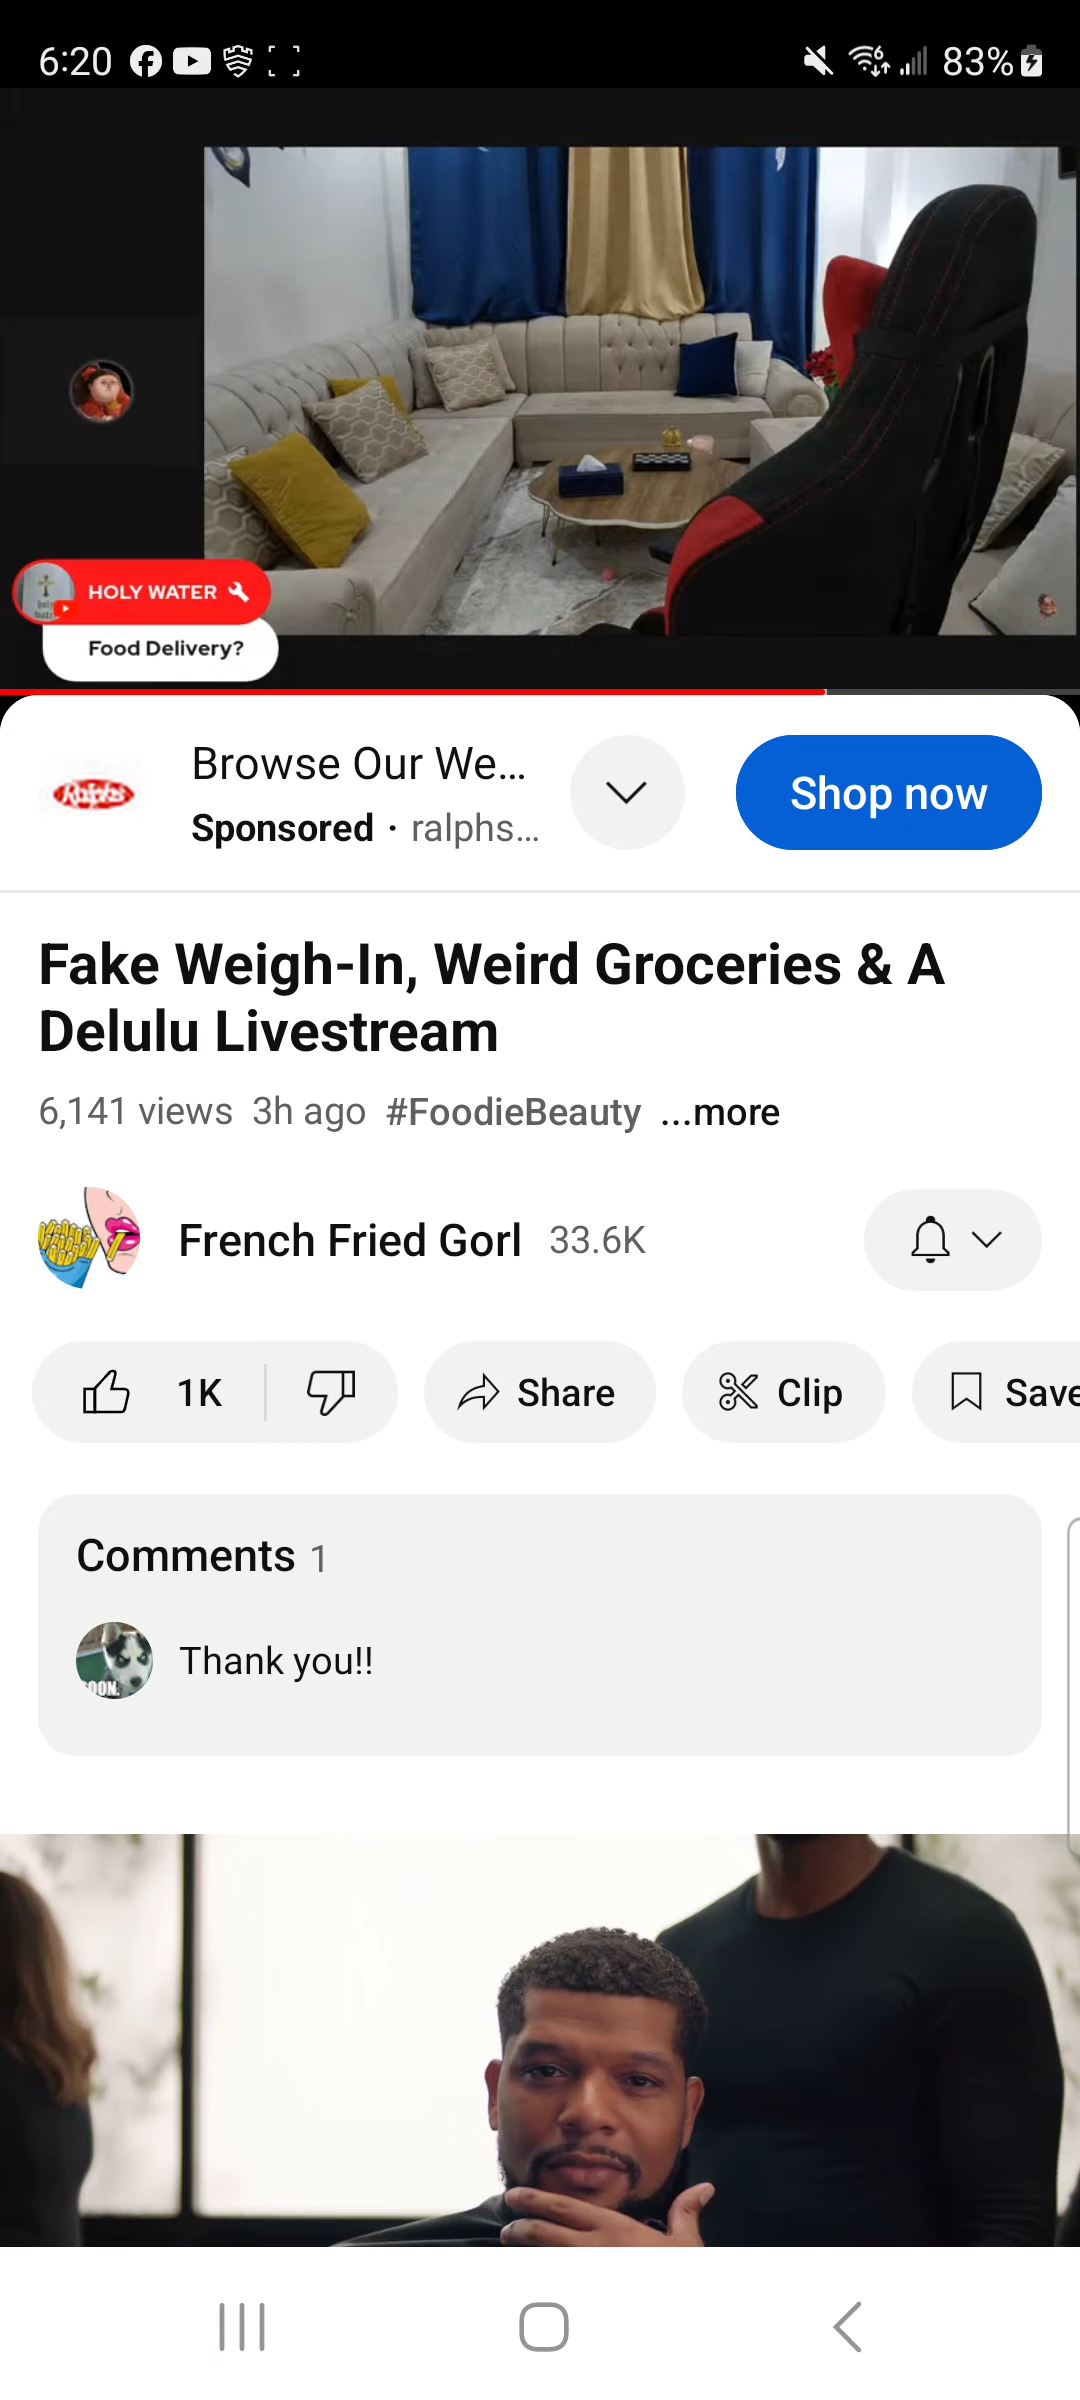 6:20
83%
HOLY WATER
Food Delivery?
Ralphs
Browse Our We...
Sponsored · ralphs...
Shop now
Fake Weigh-In, Weird Groceries & A
Delulu Livestream
6,141 views 3h ago #FoodieBeauty ...more
French Fried Gorl 33.6K
1K
Share
Clip
Save
Comments 1
Thank you!!